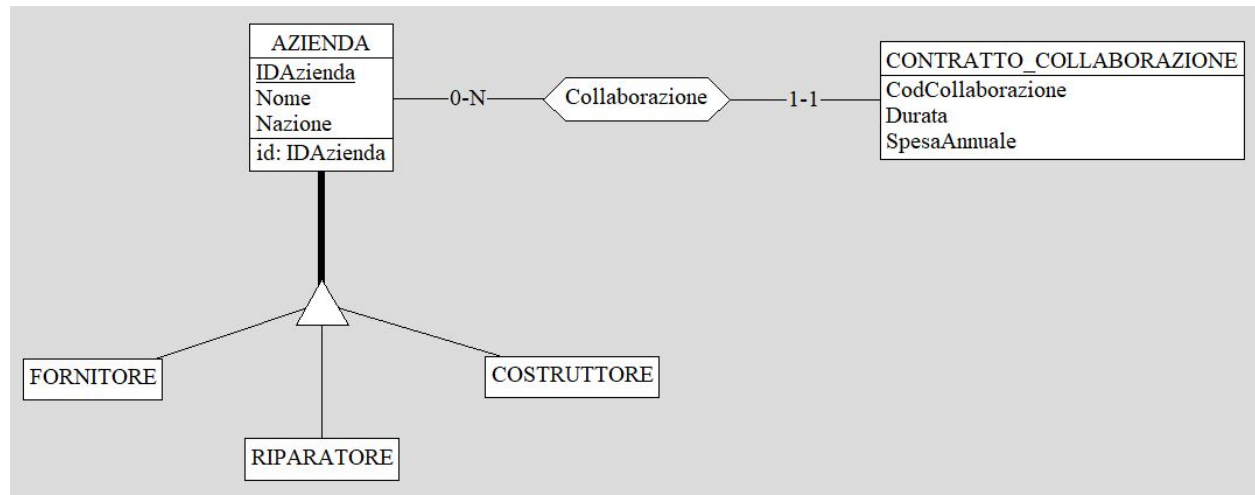 AZIENDA
IDAzienda
Nome
Nazione
id: IDAzienda
0-N
Collaborazione
1-1
CONTRATTO_COLLABORAZIONE
CodCollaborazione
Durata
SpesaAnnuale
FORNITORE
RIPARATORE
COSTRUTTORE